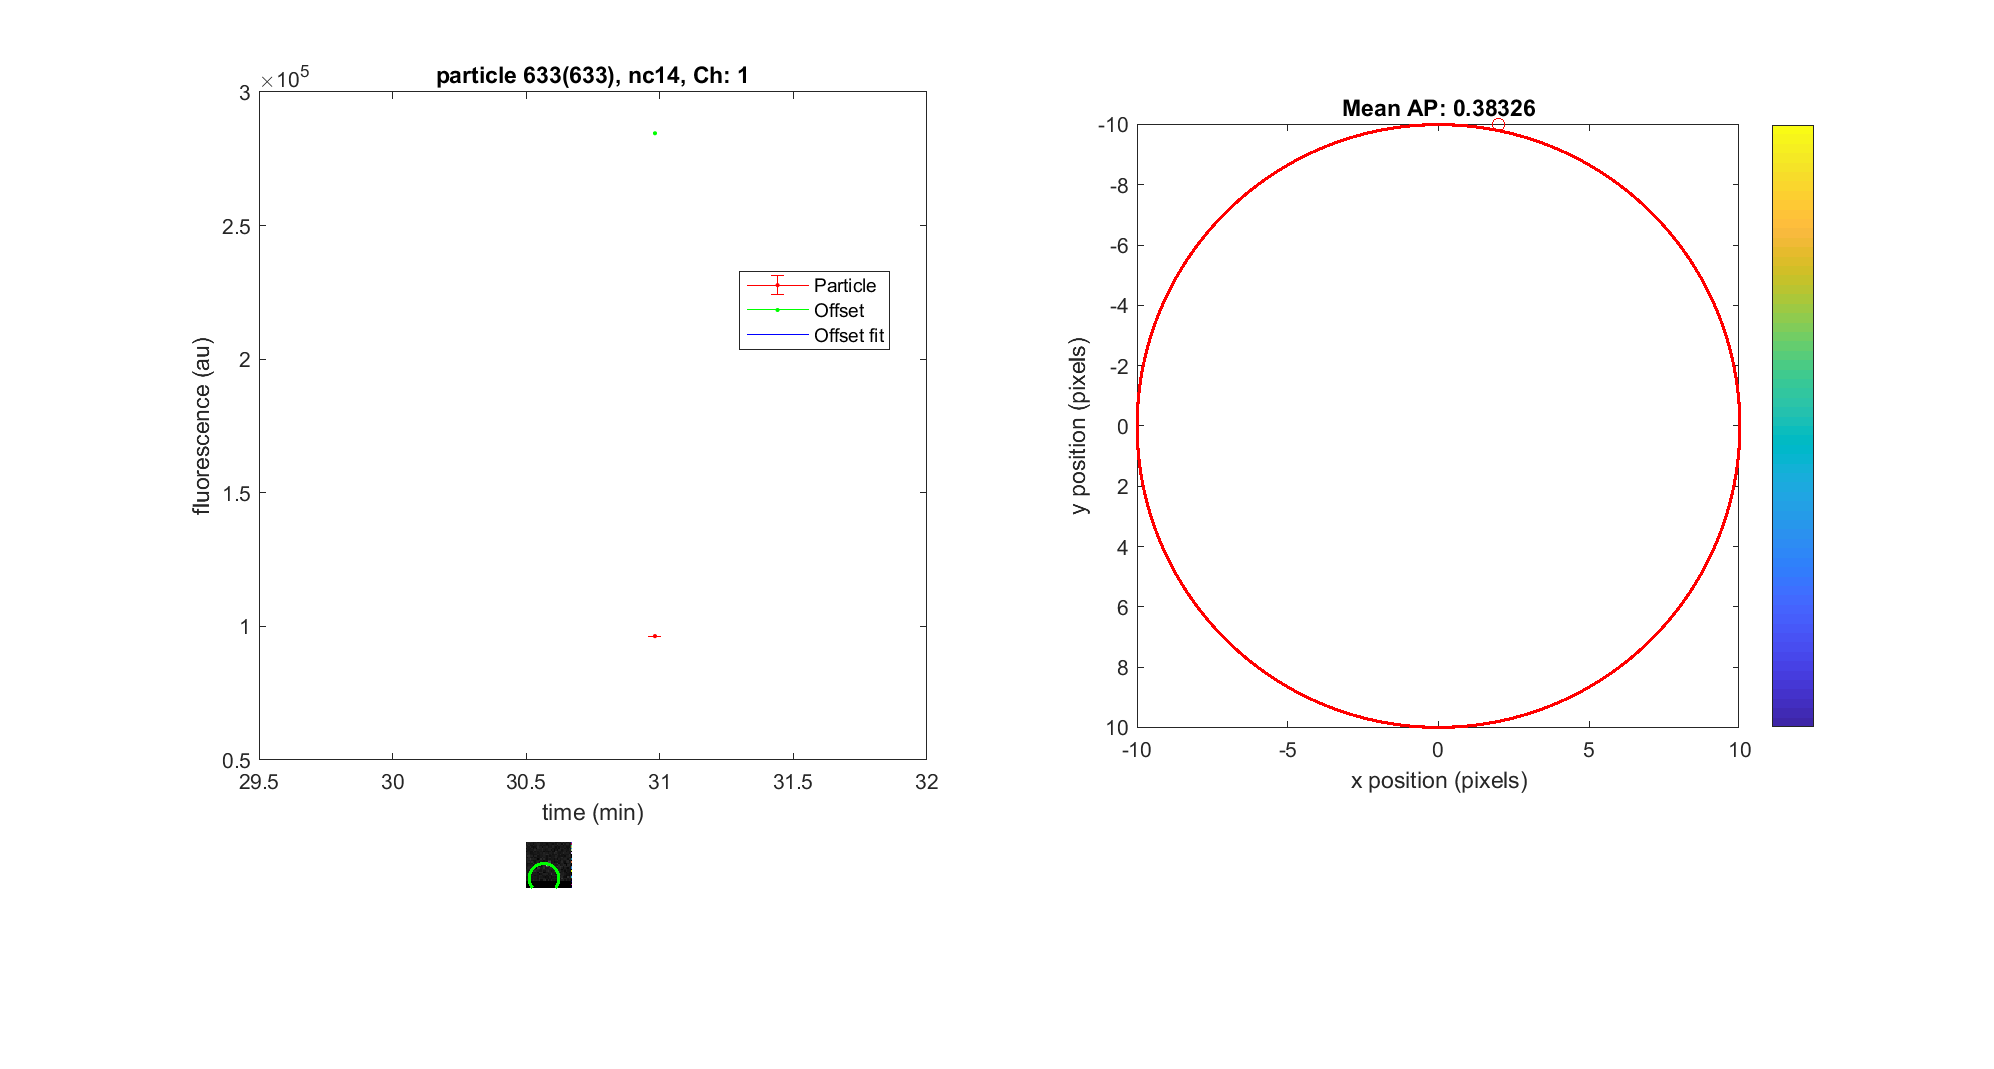 particle 633(633), nc14, Ch: 1
×10^5
3
2.5
2
1.5
1
0.5
fluorescence (au)
29.5 30 30.5 31 31.5 32
time (min)
Particle
Offset
Offset fit
Mean AP: 0.38326
-10
-8
-6
-4
-2
0
2
4
6
8
10
y position (pixels)
-10 -5 0 5 10
x position (pixels)